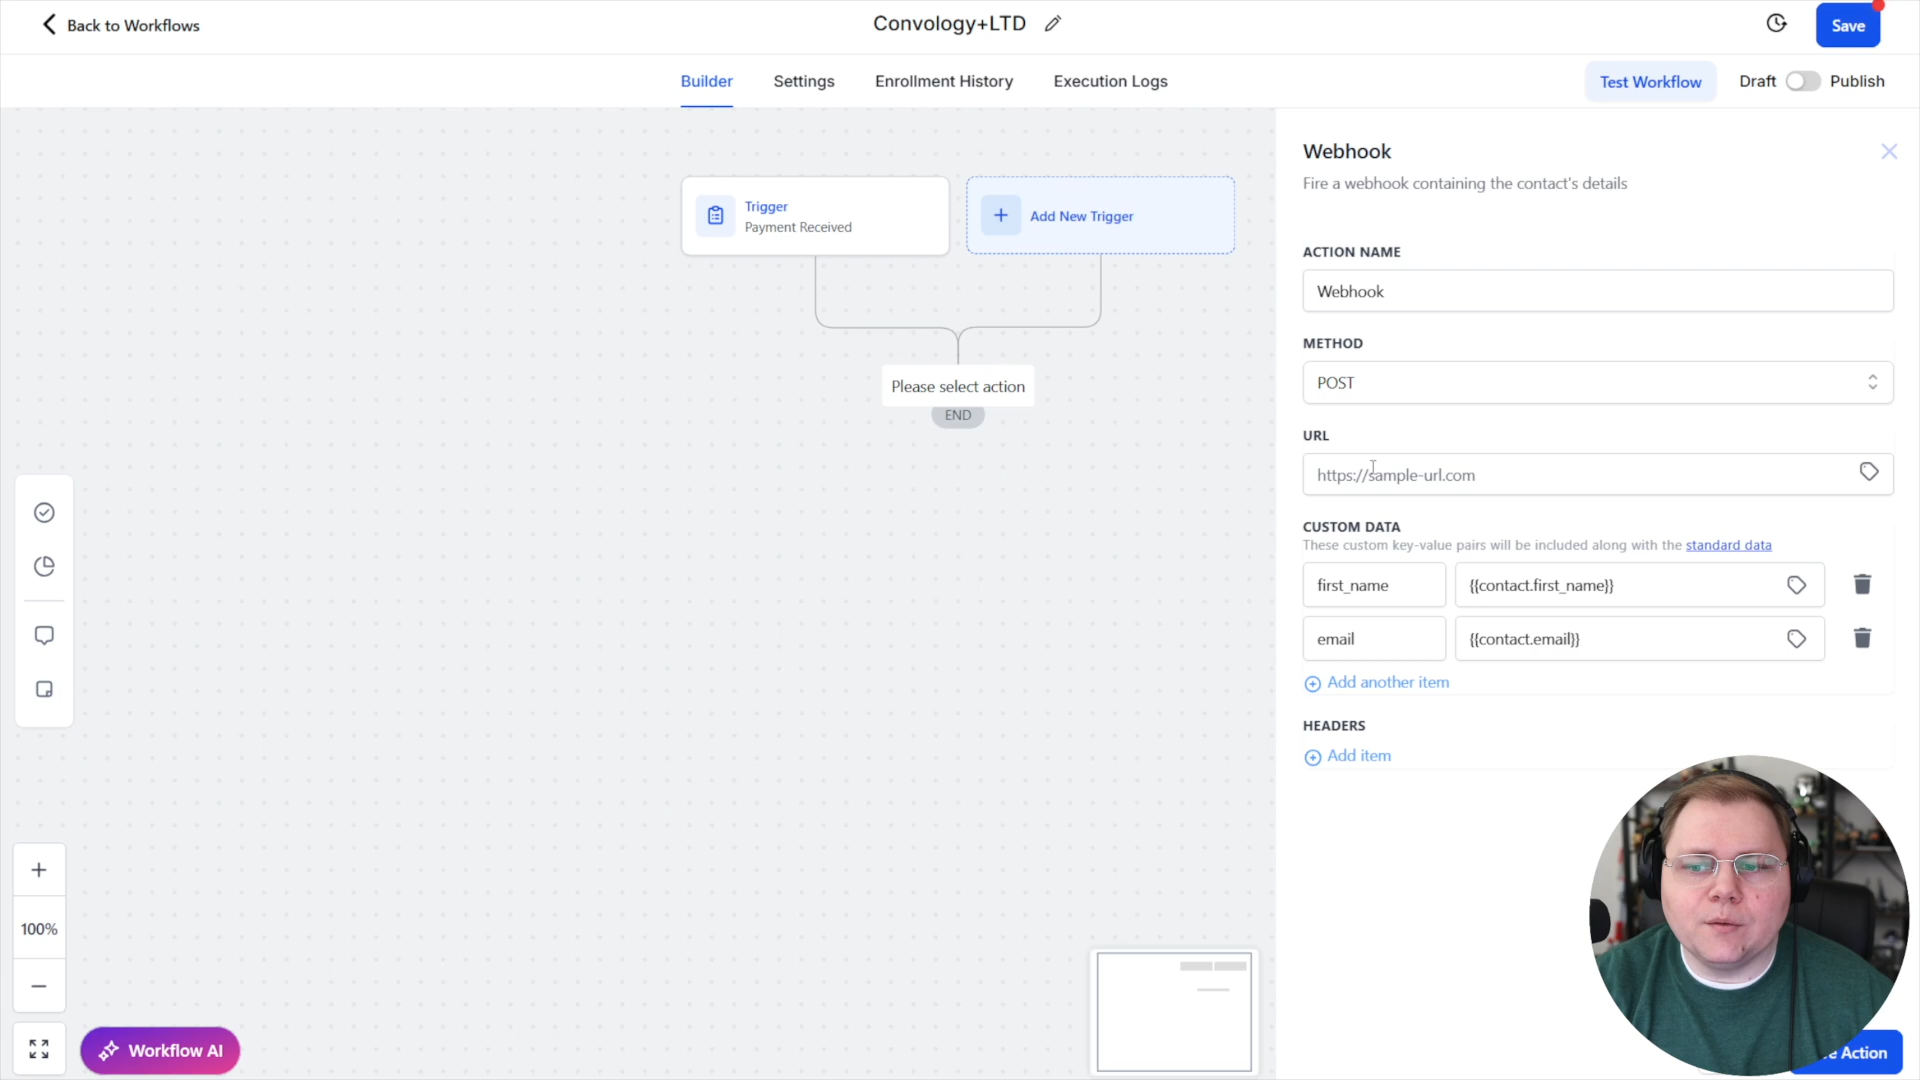 Back to Workflows
Convology+LTD
Save
Builder
Settings
Enrollment History
Execution Logs
Test Workflow
Draft
Publish
Trigger
Payment Received
Add New Trigger
Please select action
END
100%
Workflow AI
Webhook
Fire a webhook containing the contact's details
ACTION NAME
Webhook
METHOD
POST
URL
https://sample-url.com
CUSTOM DATA
These custom key-value pairs will be included along with the standard data
first_name
{{contact.first_name}}
email
{{contact.email}}
Add another item
HEADERS
Add item
Action